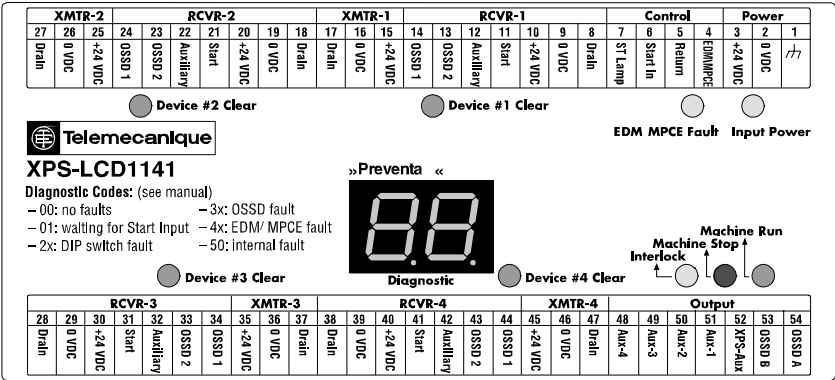 XMTR-2 RCVR-2 XMTR-1 RCVR-1 Control Power
27 26 25 24 23 22 21 20 19 18 17 16 15 14 13 12 11 10 9 8 7 6 5 4 3 2 1
Drain 0 VDC +24 VDC OSSD 1 OSSD 2 Auxiliary Start +24 VDC 0 VDC Drain Drain 0 VDC +24 VDC OSSD 1 OSSD 2 Auxiliary Start +24 VDC 0 VDC Drain ST Lamp Start In Return EDM/MPCE +24 VDC 0 VDC
Device #2 Clear Device #1 Clear
EDM MPCE Fault Input Power
Telemecanique
XPS-LCD1141
»Preventa «
Diagnostic Codes: (see manual)
– 00: no faults – 3x: OSSD fault
– 01: waiting for Start Input – 4x: EDM/ MPCE fault
– 2x: DIP switch fault – 50: internal fault
88
Machine Run
Machine Stop
Interlock
Device #3 Clear Diagnostic Device #4 Clear
RCVR-3 XMTR-3 RCVR-4 XMTR-4 Output
28 29 30 31 32 33 34 35 36 37 38 39 40 41 42 43 44 45 46 47 48 49 50 51 52 53 54
Drain 0 VDC +24 VDC Start Auxiliary OSSD 2 OSSD 1 +24 VDC 0 VDC Drain Drain 0 VDC +24 VDC Start Auxiliary OSSD 2 OSSD 1 +24 VDC 0 VDC Drain Aux-4 Aux-3 Aux-2 Aux-1 XPS-Aux OSSD B OSSD A